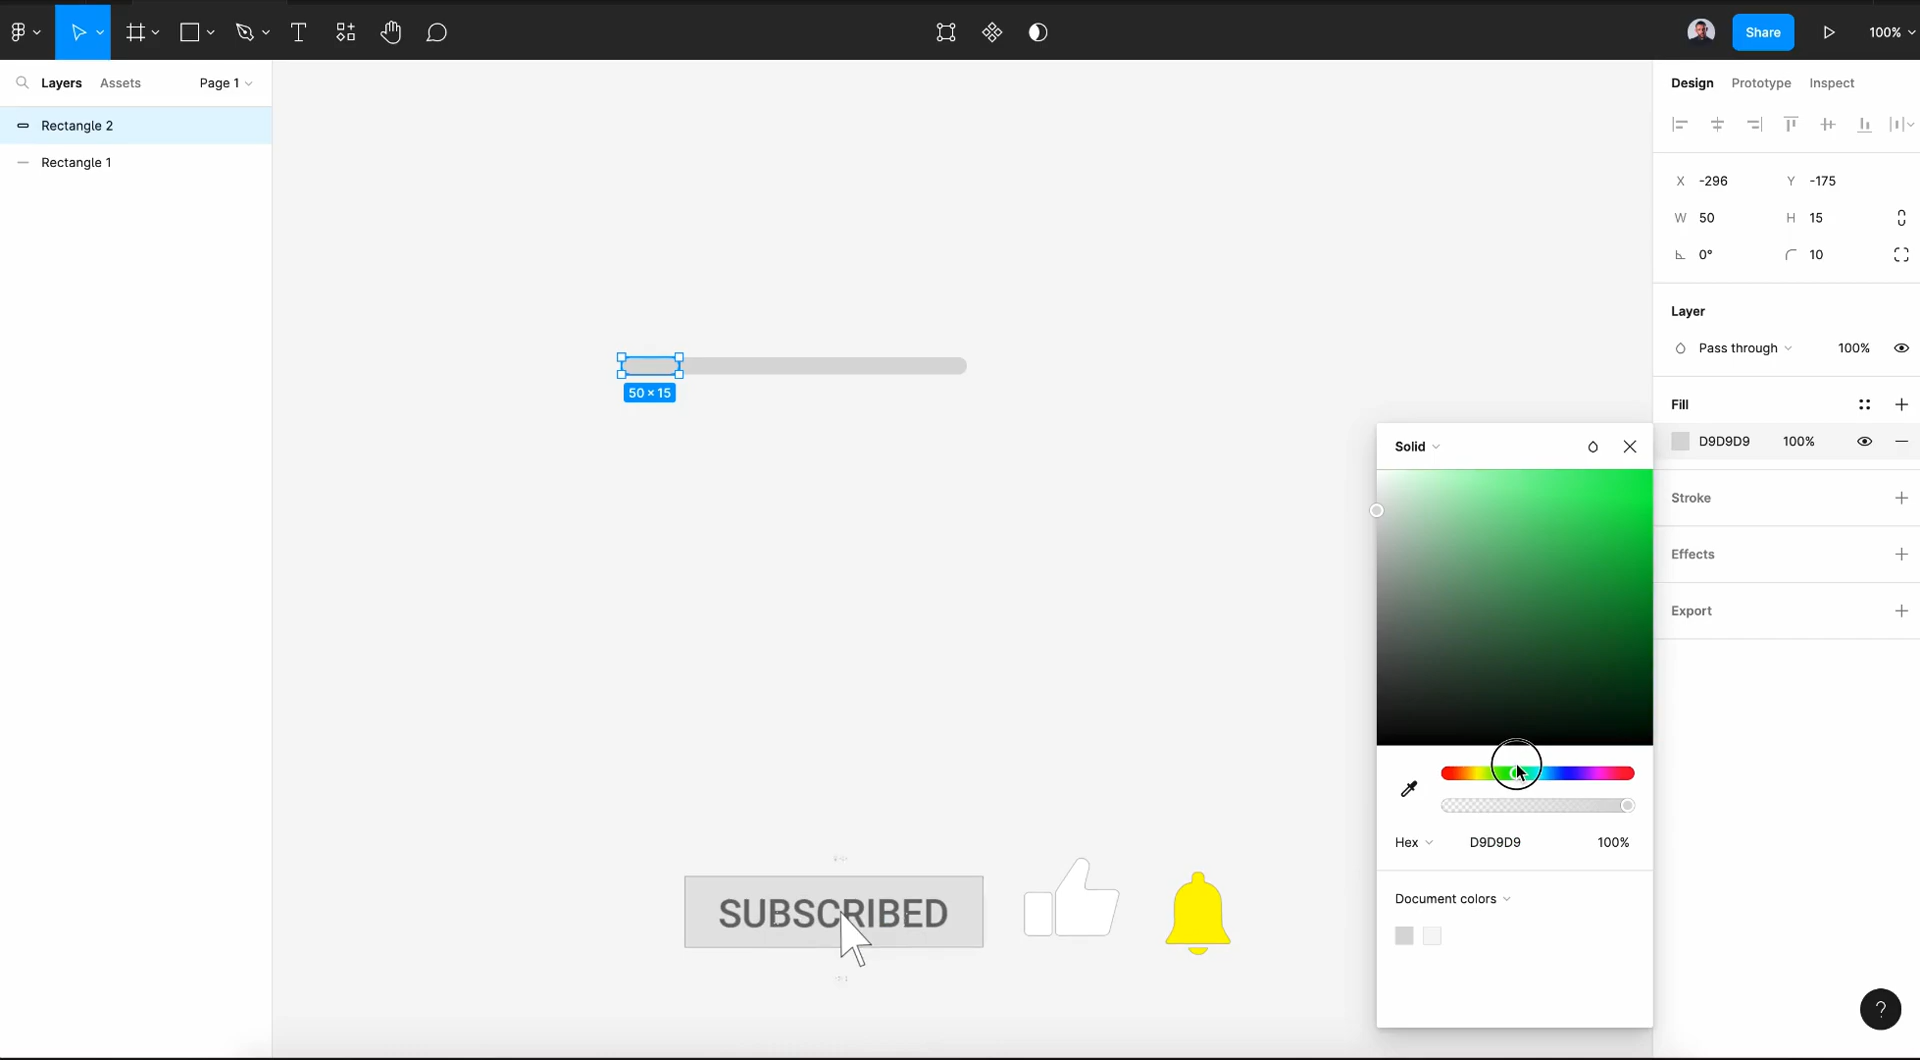 Share
100%
Layers
Assets
Page 1
Design
Prototype
Inspect
Rectangle 2
Rectangle 1
X -296
Y -175
W 50
H 15
0°
10
Layer
Pass through
100%
50 × 15
Fill
D9D9D9
100%
Solid
Stroke
Effects
Export
Hex
D9D9D9
100%
Document colors
SUBSCRIBED
?